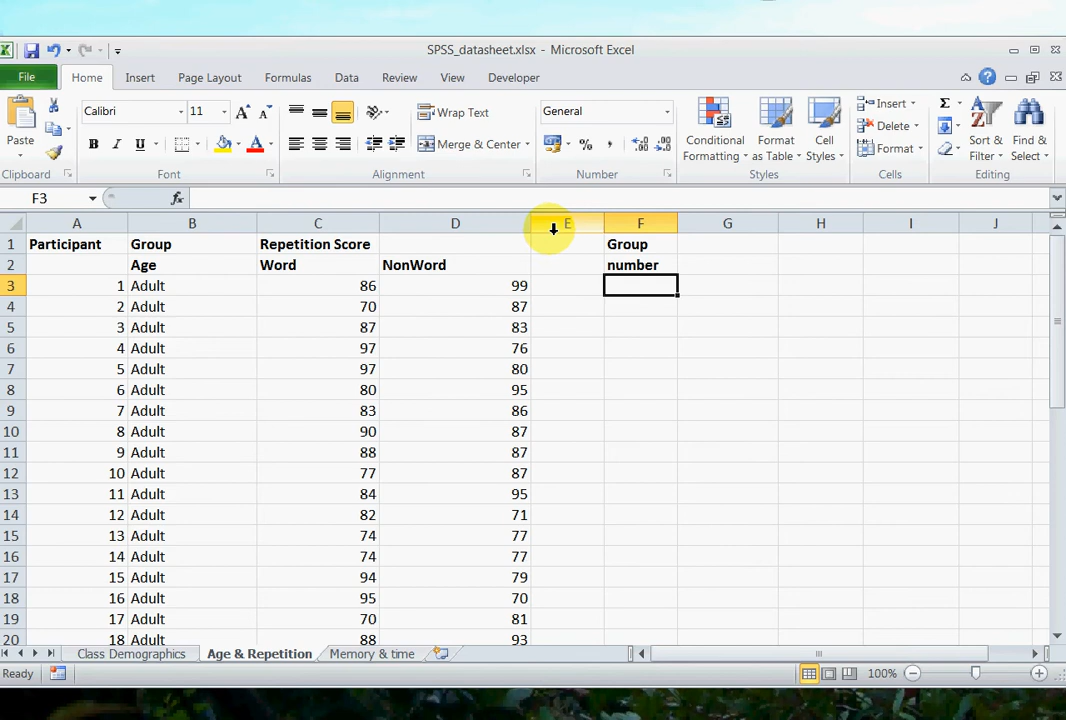 SPSS_datasheet.xlsx - Microsoft Excel
File Home Insert Page Layout Formulas Data Review View Developer
Calibri 11 Wrap Text General Insert Σ
Paste Merge & Center Conditional Formatting Format as Table Cell Styles Delete Format Sort & Filter Find & Select
Clipboard Font Alignment Number Styles Cells Editing
F3 fx
A B C D E F G H I J
1 Participant Group Repetition Score Group
2 Age Word NonWord number
3 1 Adult 86 99
4 2 Adult 70 87
5 3 Adult 87 83
6 4 Adult 97 76
7 5 Adult 97 80
8 6 Adult 80 95
9 7 Adult 83 86
10 8 Adult 90 87
11 9 Adult 88 87
12 10 Adult 77 87
13 11 Adult 84 95
14 12 Adult 82 71
15 13 Adult 74 77
16 14 Adult 74 77
17 15 Adult 94 79
18 16 Adult 95 70
19 17 Adult 70 81
20 18 Adult 88 93
Class Demographics Age & Repetition Memory & time
Ready 100%